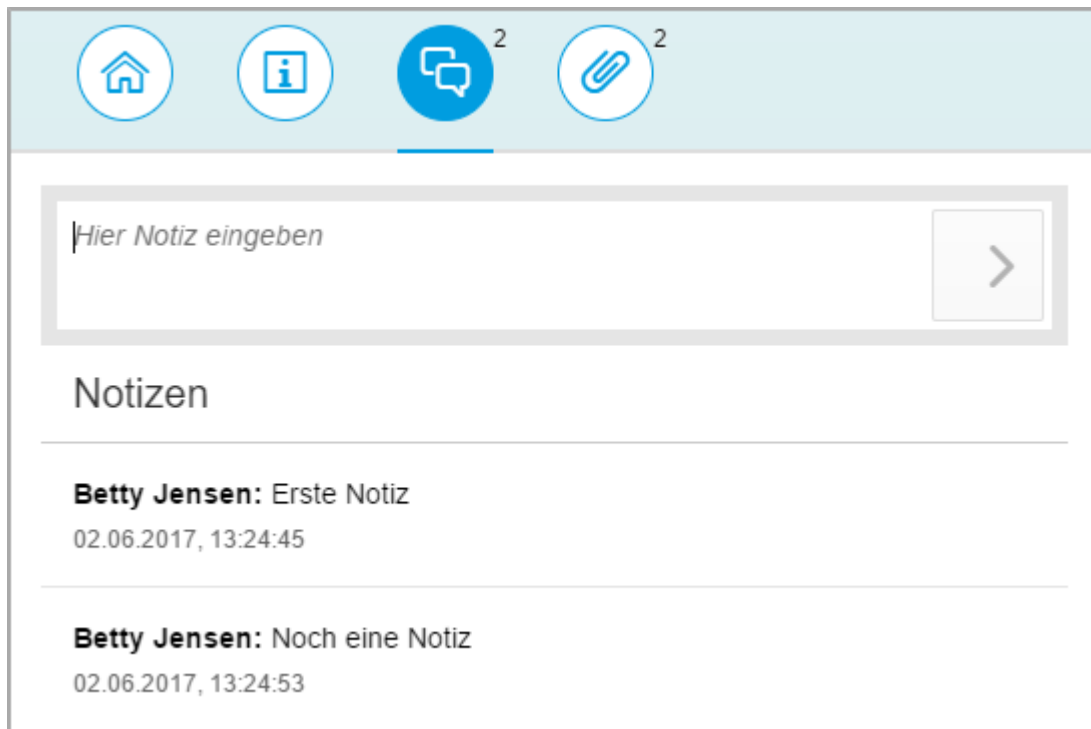 2
2
Hier Notiz eingeben
Notizen
Betty Jensen: Erste Notiz
02.06.2017, 13:24:45
Betty Jensen: Noch eine Notiz
02.06.2017, 13:24:53